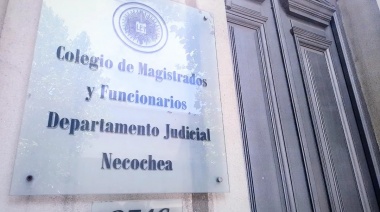 Colegio de Magistrados
y Funcionarios
Departamento Judicial
Necochea